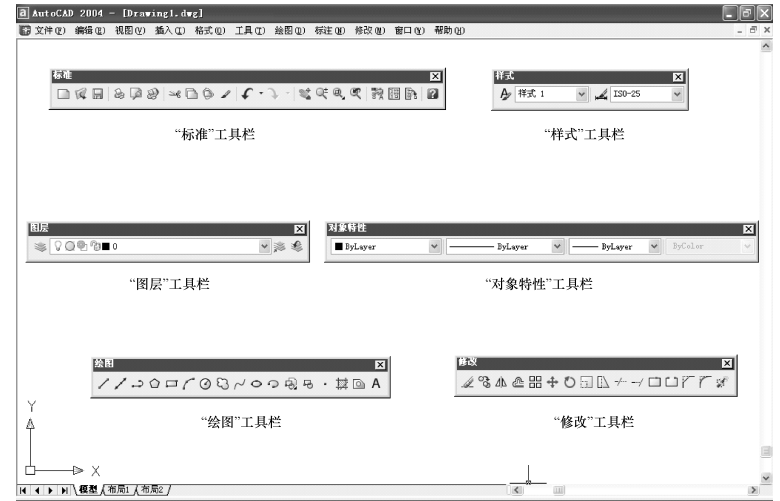 AutoCAD 2004 - [Drawing1.dwg]
文件(F) 编辑(E) 视图(V) 插入(I) 格式(O) 工具(T) 绘图(D) 标注(N) 修改(M) 窗口(W) 帮助(H)
标准
样式
样式 1 ISO-25
“标准”工具栏
“样式”工具栏
图层
对象特性
0
ByLayer ByLayer ByLayer ByColor
“图层”工具栏
“对象特性”工具栏
绘图
修改
A
“绘图”工具栏
“修改”工具栏
Y
X
模型 布局1 布局2